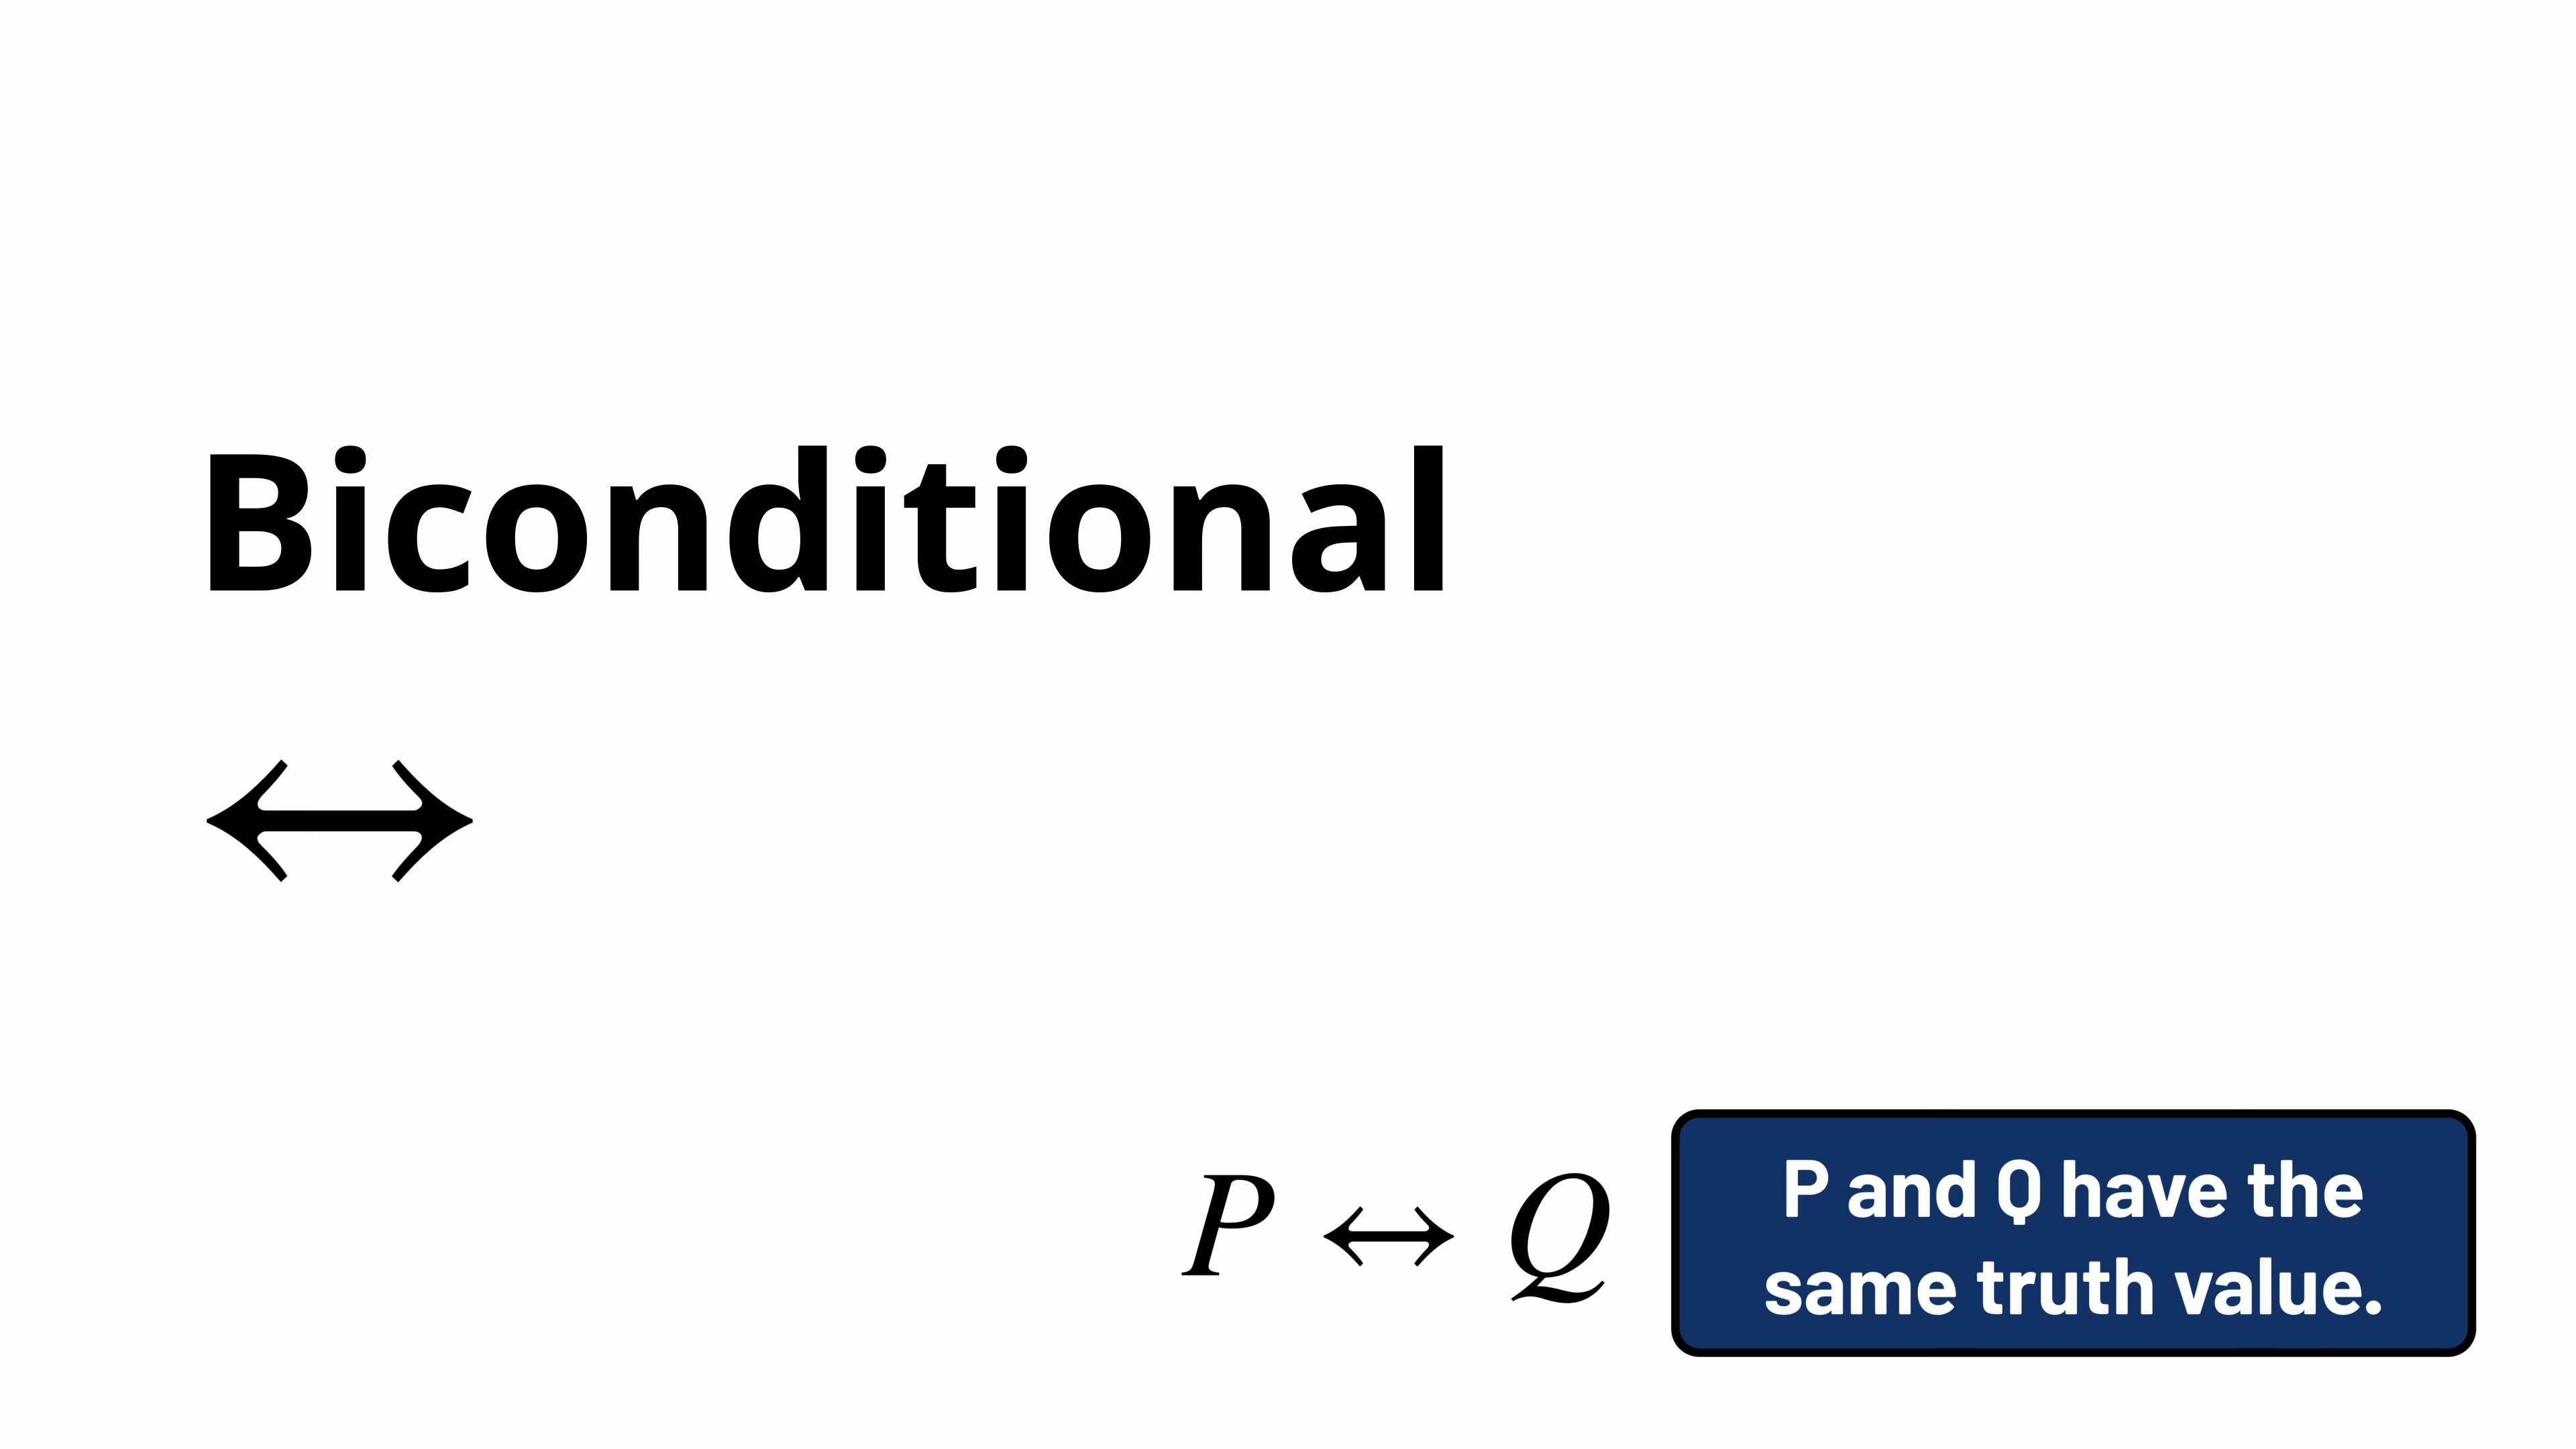 Biconditional
↔
P ↔ Q
P and Q have the
same truth value.